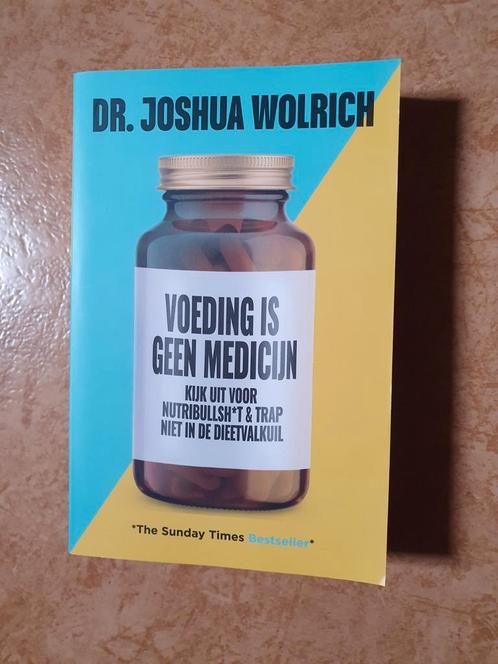 DR. JOSHUA WOLRICH
VOEDING IS
GEEN MEDICIJN
KIJK UIT VOOR
NUTRIBULLSH*T & TRAP
NIET IN DE DIEETVALKUIL
*The Sunday Times Bestseller*